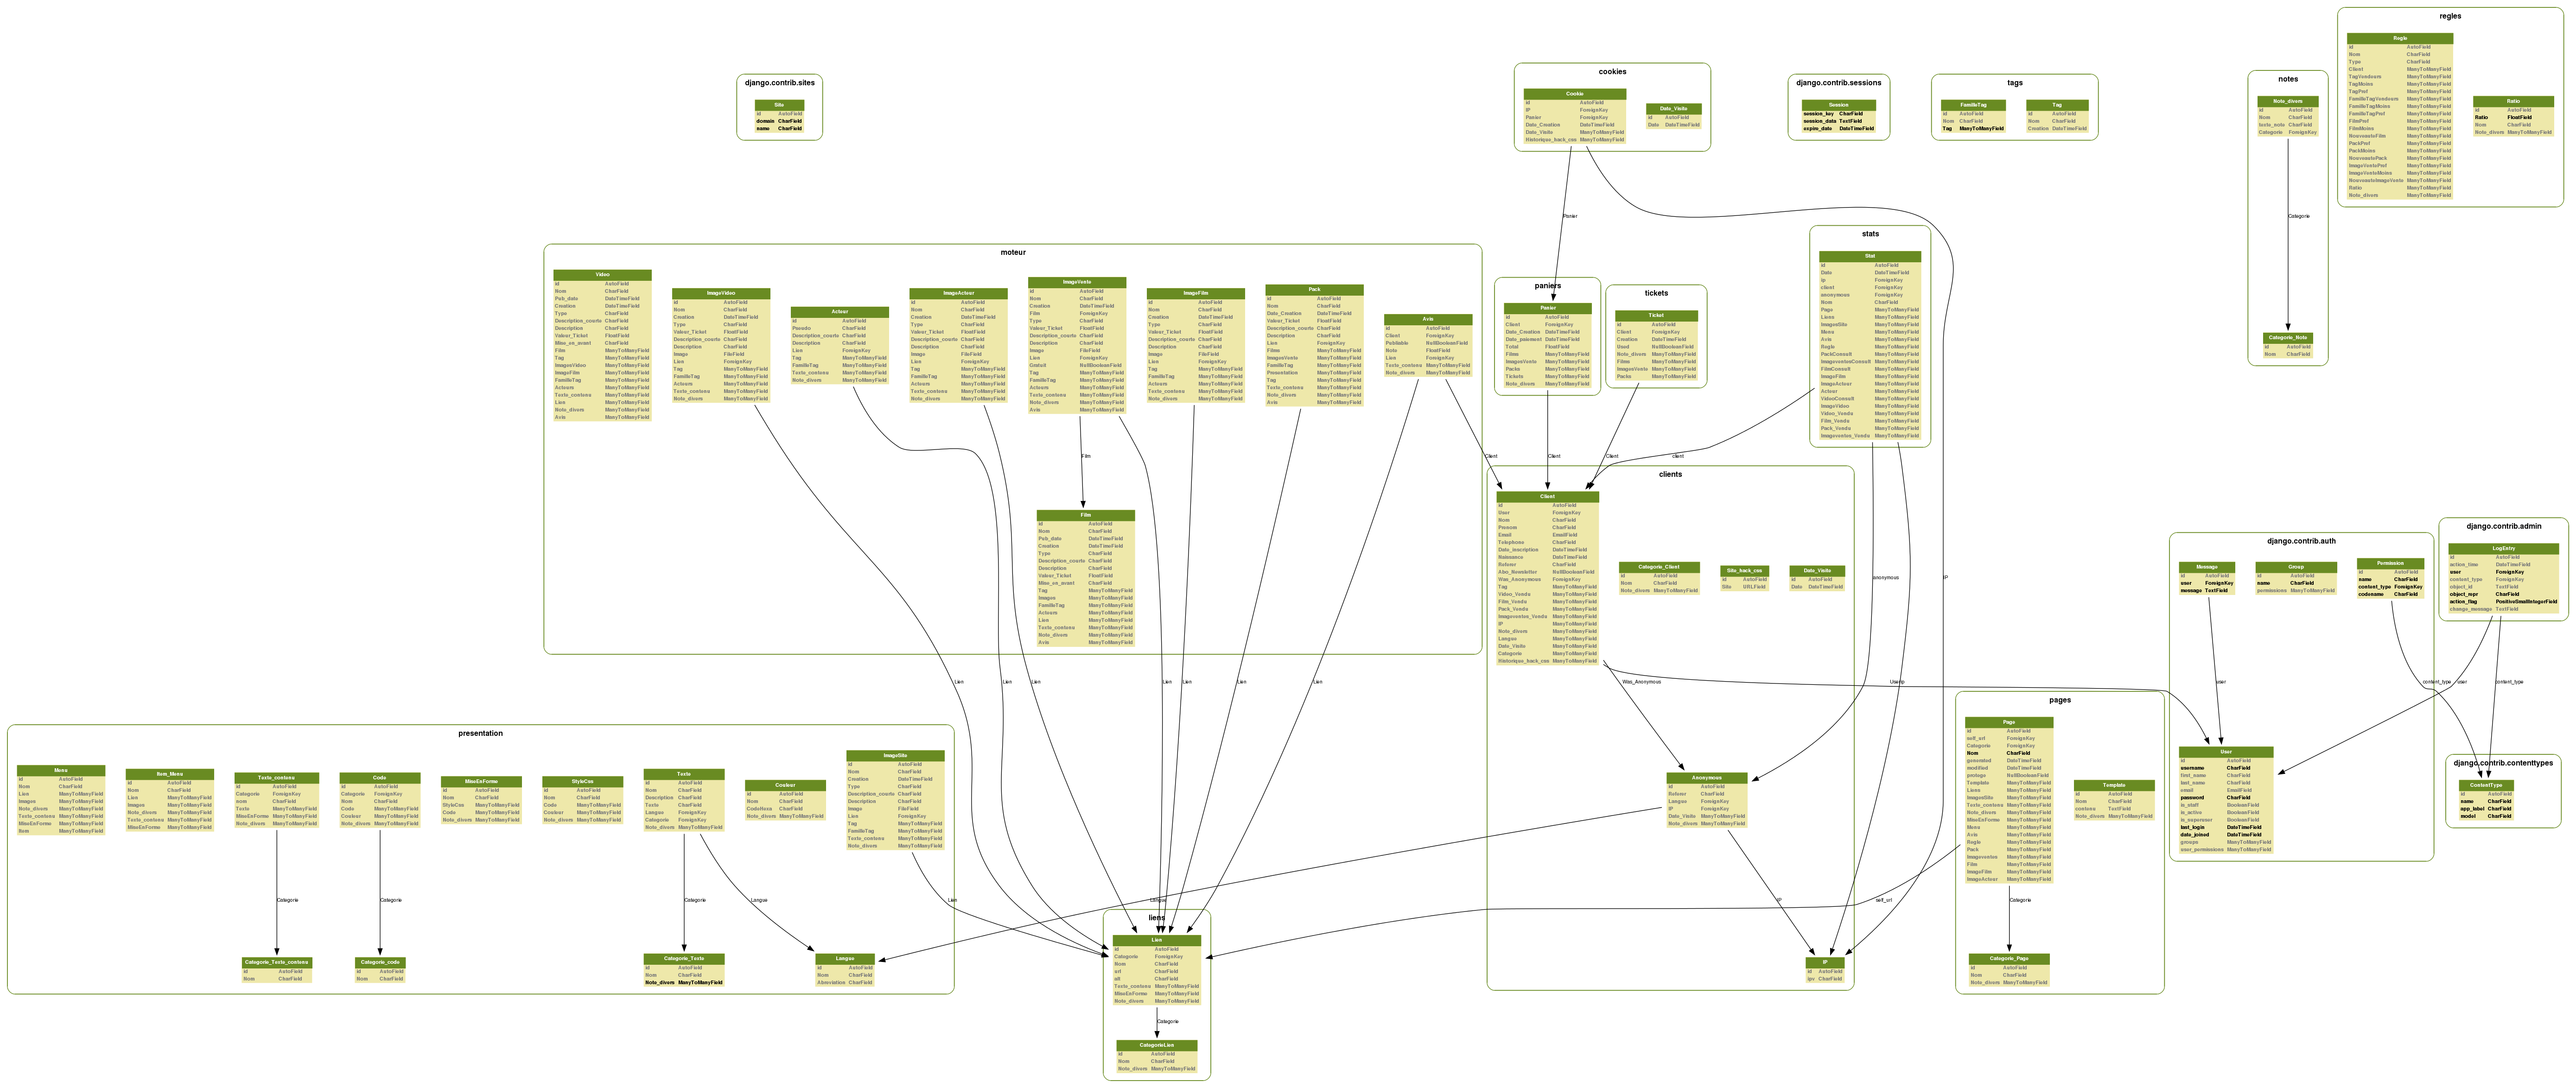 django.contrib.sites
Site
id AutoField
domain CharField
name CharField
cookies
Cookie
id AutoField
IP ForeignKey
Panier ForeignKey
Date_Creation DateTimeField
Date_Visite ManyToManyField
Historique_hack_css ManyToManyField
Date_Visite
id AutoField
Date DateTimeField
django.contrib.sessions
Session
session_key CharField
session_data TextField
expire_date DateTimeField
tags
FamilleTag
id AutoField
Nom CharField
Tag ManyToManyField
Tag
id AutoField
Nom CharField
Creation DateTimeField
notes
Note_divers
id AutoField
Nom CharField
texte_note CharField
Categorie ForeignKey
Categorie
Categorie_Note
id AutoField
Nom CharField
regles
Regle
id AutoField
Nom CharField
Type CharField
Client ManyToManyField
TagVendeurs ManyToManyField
TagMoins ManyToManyField
TagPref ManyToManyField
FamilleTagVendeurs ManyToManyField
FamilleTagMoins ManyToManyField
FamilleTagPref ManyToManyField
FilmPref ManyToManyField
FilmMoins ManyToManyField
NouveauteFilm ManyToManyField
PackPref ManyToManyField
PackMoins ManyToManyField
NouveautePack ManyToManyField
ImageVentePref ManyToManyField
ImageVenteMoins ManyToManyField
NouveauteImageVente ManyToManyField
Ratio ManyToManyField
Note_divers ManyToManyField
Ratio
id AutoField
Ratio FloatField
Nom CharField
Note_divers ManyToManyField
moteur
Video
id AutoField
Nom CharField
Pub_date DateTimeField
Creation DateTimeField
Type CharField
Description_courte CharField
Description CharField
Valeur_Ticket FloatField
Mise_en_avant CharField
Film ManyToManyField
Tag ManyToManyField
ImagesVideo ManyToManyField
ImageFilm ManyToManyField
FamilleTag ManyToManyField
Acteurs ManyToManyField
Texte_contenu ManyToManyField
Lien ManyToManyField
Note_divers ManyToManyField
Avis ManyToManyField
ImageVideo
id AutoField
Nom CharField
Creation DateTimeField
Type CharField
Valeur_Ticket FloatField
Description_courte CharField
Description CharField
Image FileField
Lien ForeignKey
Tag ManyToManyField
FamilleTag ManyToManyField
Acteurs ManyToManyField
Texte_contenu ManyToManyField
Note_divers ManyToManyField
Acteur
id AutoField
Pseudo CharField
Description_courte CharField
Description CharField
Lien ForeignKey
Tag ManyToManyField
FamilleTag ManyToManyField
Texte_contenu ManyToManyField
Note_divers ManyToManyField
ImageActeur
id AutoField
Nom CharField
Creation DateTimeField
Type CharField
Valeur_Ticket FloatField
Description_courte CharField
Description CharField
Image FileField
Lien ForeignKey
Tag ManyToManyField
FamilleTag ManyToManyField
Acteurs ManyToManyField
Texte_contenu ManyToManyField
Note_divers ManyToManyField
ImageVente
id AutoField
Nom CharField
Creation DateTimeField
Film ForeignKey
Type CharField
Valeur_Ticket FloatField
Description_courte CharField
Description CharField
Image FileField
Lien ForeignKey
Gratuit NullBooleanField
Tag ManyToManyField
FamilleTag ManyToManyField
Acteurs ManyToManyField
Texte_contenu ManyToManyField
Note_divers ManyToManyField
Avis ManyToManyField
ImageFilm
id AutoField
Nom CharField
Creation DateTimeField
Type CharField
Valeur_Ticket FloatField
Description_courte CharField
Description CharField
Image FileField
Lien ForeignKey
Tag ManyToManyField
FamilleTag ManyToManyField
Acteurs ManyToManyField
Texte_contenu ManyToManyField
Note_divers ManyToManyField
Pack
id AutoField
Nom CharField
Date_Creation DateTimeField
Valeur_Ticket FloatField
Description_courte CharField
Description CharField
Lien ForeignKey
Films ManyToManyField
ImagesVente ManyToManyField
FamilleTag ManyToManyField
Presentation ManyToManyField
Tag ManyToManyField
Texte_contenu ManyToManyField
Note_divers ManyToManyField
Avis ManyToManyField
Avis
id AutoField
Client ForeignKey
Publiable NullBooleanField
Note FloatField
Lien ForeignKey
Texte_contenu ManyToManyField
Note_divers ManyToManyField
Film
Film
id AutoField
Nom CharField
Pub_date DateTimeField
Creation DateTimeField
Type CharField
Description_courte CharField
Description CharField
Valeur_Ticket FloatField
Mise_en_avant CharField
Tag ManyToManyField
Images ManyToManyField
FamilleTag ManyToManyField
Acteurs ManyToManyField
Lien ManyToManyField
Texte_contenu ManyToManyField
Note_divers ManyToManyField
Avis ManyToManyField
Panier
paniers
Panier
id AutoField
Client ForeignKey
Date_Creation DateTimeField
Date_paiement DateTimeField
Total FloatField
Films ManyToManyField
ImagesVente ManyToManyField
Packs ManyToManyField
Tickets ManyToManyField
Note_divers ManyToManyField
tickets
Ticket
id AutoField
Client ForeignKey
Creation DateTimeField
Used NullBooleanField
Note_divers ManyToManyField
Films ManyToManyField
ImagesVente ManyToManyField
Packs ManyToManyField
stats
Stat
id AutoField
Date DateTimeField
ip ForeignKey
client ForeignKey
anonymous ForeignKey
Nom CharField
Page ManyToManyField
Liens ManyToManyField
ImagesSite ManyToManyField
Menu ManyToManyField
Avis ManyToManyField
Regle ManyToManyField
PackConsult ManyToManyField
ImageventesConsult ManyToManyField
FilmConsult ManyToManyField
ImageFilm ManyToManyField
ImageActeur ManyToManyField
Acteur ManyToManyField
VideoConsult ManyToManyField
ImageVideo ManyToManyField
Video_Vendu ManyToManyField
Film_Vendu ManyToManyField
Pack_Vendu ManyToManyField
Imageventes_Vendu ManyToManyField
Client
Client
Client
client
clients
Client
id AutoField
User ForeignKey
Nom CharField
Prenom CharField
Email EmailField
Telephone CharField
Date_inscription DateTimeField
Naissance DateTimeField
Referer CharField
Abo_Newsletter NullBooleanField
Was_Anonymous ForeignKey
Tag ManyToManyField
Video_Vendu ManyToManyField
Film_Vendu ManyToManyField
Pack_Vendu ManyToManyField
Imageventes_Vendu ManyToManyField
IP ManyToManyField
Note_divers ManyToManyField
Langue ManyToManyField
Date_Visite ManyToManyField
Categorie ManyToManyField
Historique_hack_css ManyToManyField
Categorie_Client
id AutoField
Nom CharField
Note_divers ManyToManyField
Site_hack_css
id AutoField
Site URLField
Date_Visite
id AutoField
Date DateTimeField
anonymous
IP
Was_Anonymous
User
ip
Anonymous
id AutoField
Referer CharField
Langue ForeignKey
IP ForeignKey
Date_Visite ManyToManyField
Note_divers ManyToManyField
IP
IP
id AutoField
ipv CharField
django.contrib.auth
Message
id AutoField
user ForeignKey
message TextField
Group
id AutoField
name CharField
permissions ManyToManyField
Permission
id AutoField
name CharField
content_type ForeignKey
codename CharField
user
content_type
user
content_type
User
id AutoField
username CharField
first_name CharField
last_name CharField
email EmailField
password CharField
is_staff BooleanField
is_active BooleanField
is_superuser BooleanField
last_login DateTimeField
date_joined DateTimeField
groups ManyToManyField
user_permissions ManyToManyField
django.contrib.admin
LogEntry
id AutoField
action_time DateTimeField
user ForeignKey
content_type ForeignKey
object_id TextField
object_repr CharField
action_flag PositiveSmallIntegerField
change_message TextField
django.contrib.contenttypes
ContentType
id AutoField
name CharField
app_label CharField
model CharField
pages
Page
id AutoField
self_url ForeignKey
Categorie ForeignKey
Nom CharField
generated DateTimeField
modified DateTimeField
protege NullBooleanField
Template ManyToManyField
Liens ManyToManyField
ImagesSite ManyToManyField
Texte_contenu ManyToManyField
Note_divers ManyToManyField
MiseEnForme ManyToManyField
Menu ManyToManyField
Avis ManyToManyField
Regle ManyToManyField
Pack ManyToManyField
Imageventes ManyToManyField
Film ManyToManyField
ImageFilm ManyToManyField
ImageActeur ManyToManyField
Template
id AutoField
Nom CharField
contenu TextField
Note_divers ManyToManyField
self_url
Categorie
Categorie_Page
id AutoField
Nom CharField
Note_divers ManyToManyField
Lien
Lien
Lien
Lien
Lien
Lien
Lien
presentation
Menu
id AutoField
Nom CharField
Lien ManyToManyField
Images ManyToManyField
Note_divers ManyToManyField
Texte_contenu ManyToManyField
MiseEnForme ManyToManyField
Item ManyToManyField
Item_Menu
id AutoField
Nom CharField
Lien ManyToManyField
Images ManyToManyField
Note_divers ManyToManyField
Texte_contenu ManyToManyField
MiseEnForme ManyToManyField
Texte_contenu
id AutoField
Categorie ForeignKey
nom CharField
Texte ManyToManyField
MiseEnForme ManyToManyField
Note_divers ManyToManyField
Code
id AutoField
Categorie ForeignKey
Nom CharField
Code ManyToManyField
Couleur ManyToManyField
Note_divers ManyToManyField
MiseEnForme
id AutoField
Nom CharField
StyleCss ManyToManyField
Code ManyToManyField
Note_divers ManyToManyField
StyleCss
id AutoField
Nom CharField
Code ManyToManyField
Couleur ManyToManyField
Note_divers ManyToManyField
Texte
id AutoField
Nom CharField
Description CharField
Texte CharField
Langue ForeignKey
Categorie ForeignKey
Note_divers ManyToManyField
Couleur
id AutoField
Nom CharField
CodeHexa CharField
Note_divers ManyToManyField
ImageSite
id AutoField
Nom CharField
Creation DateTimeField
Type CharField
Description_courte CharField
Description CharField
Image FileField
Lien ForeignKey
Tag ManyToManyField
FamilleTag ManyToManyField
Texte_contenu ManyToManyField
Note_divers ManyToManyField
Categorie
Categorie
Categorie
Langue
Lien
Langue
Categorie_Texte_contenu
id AutoField
Nom CharField
Categorie_code
id AutoField
Nom CharField
Categorie_Texte
id AutoField
Nom CharField
Note_divers ManyToManyField
Langue
id AutoField
Nom CharField
Abreviation CharField
liens
Lien
id AutoField
Categorie ForeignKey
Nom CharField
url CharField
alt CharField
Texte_contenu ManyToManyField
MiseEnForme ManyToManyField
Note_divers ManyToManyField
Categorie
CategorieLien
id AutoField
Nom CharField
Note_divers ManyToManyField